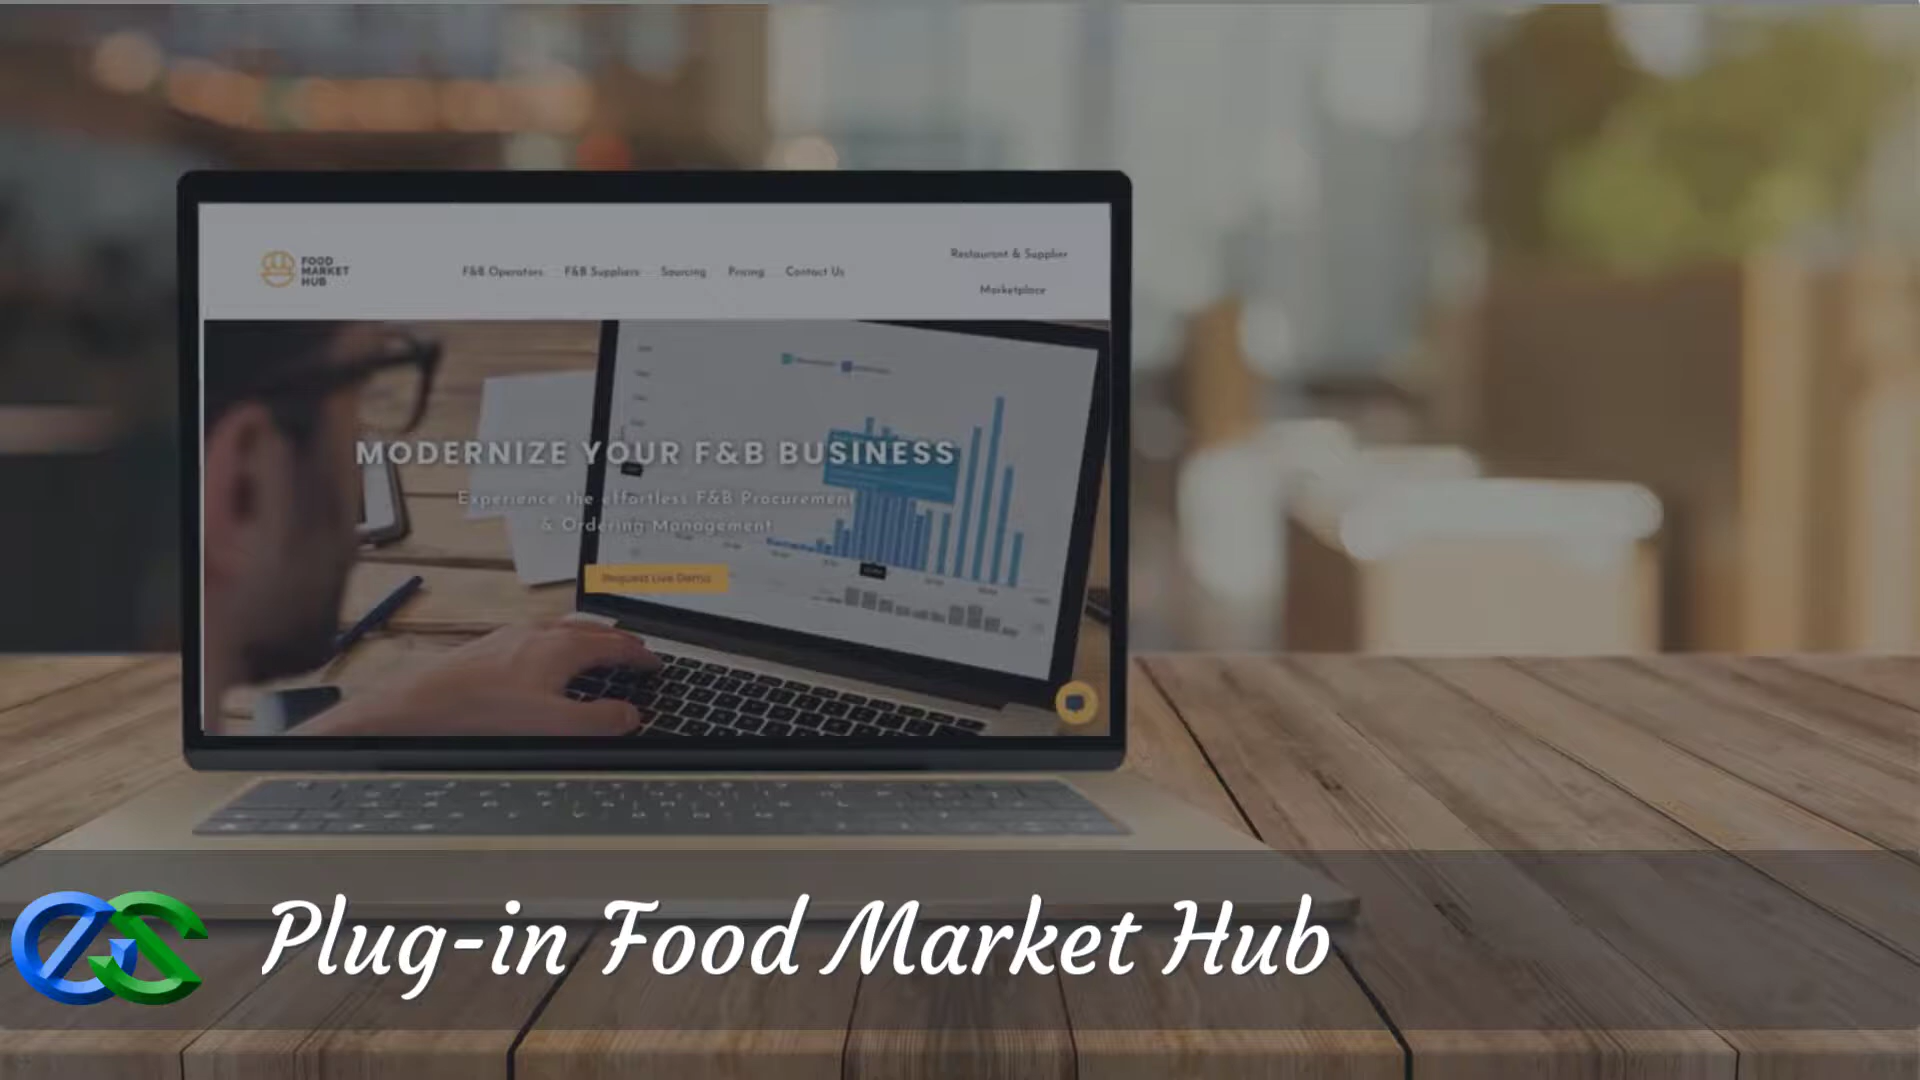 FOOD
MARKET
HUB
F&B Operators F&B Suppliers Sourcing Pricing Contact Us
Restaurant & Supplier
Marketplace
MODERNIZE YOUR F&B BUSINESS
Experience the effortless F&B Procurement
& Ordering Management
Request Live Demo
Plug-in Food Market Hub